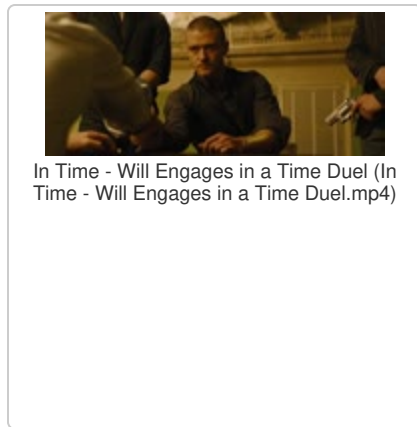 In Time - Will Engages in a Time Duel (In
Time - Will Engages in a Time Duel.mp4)